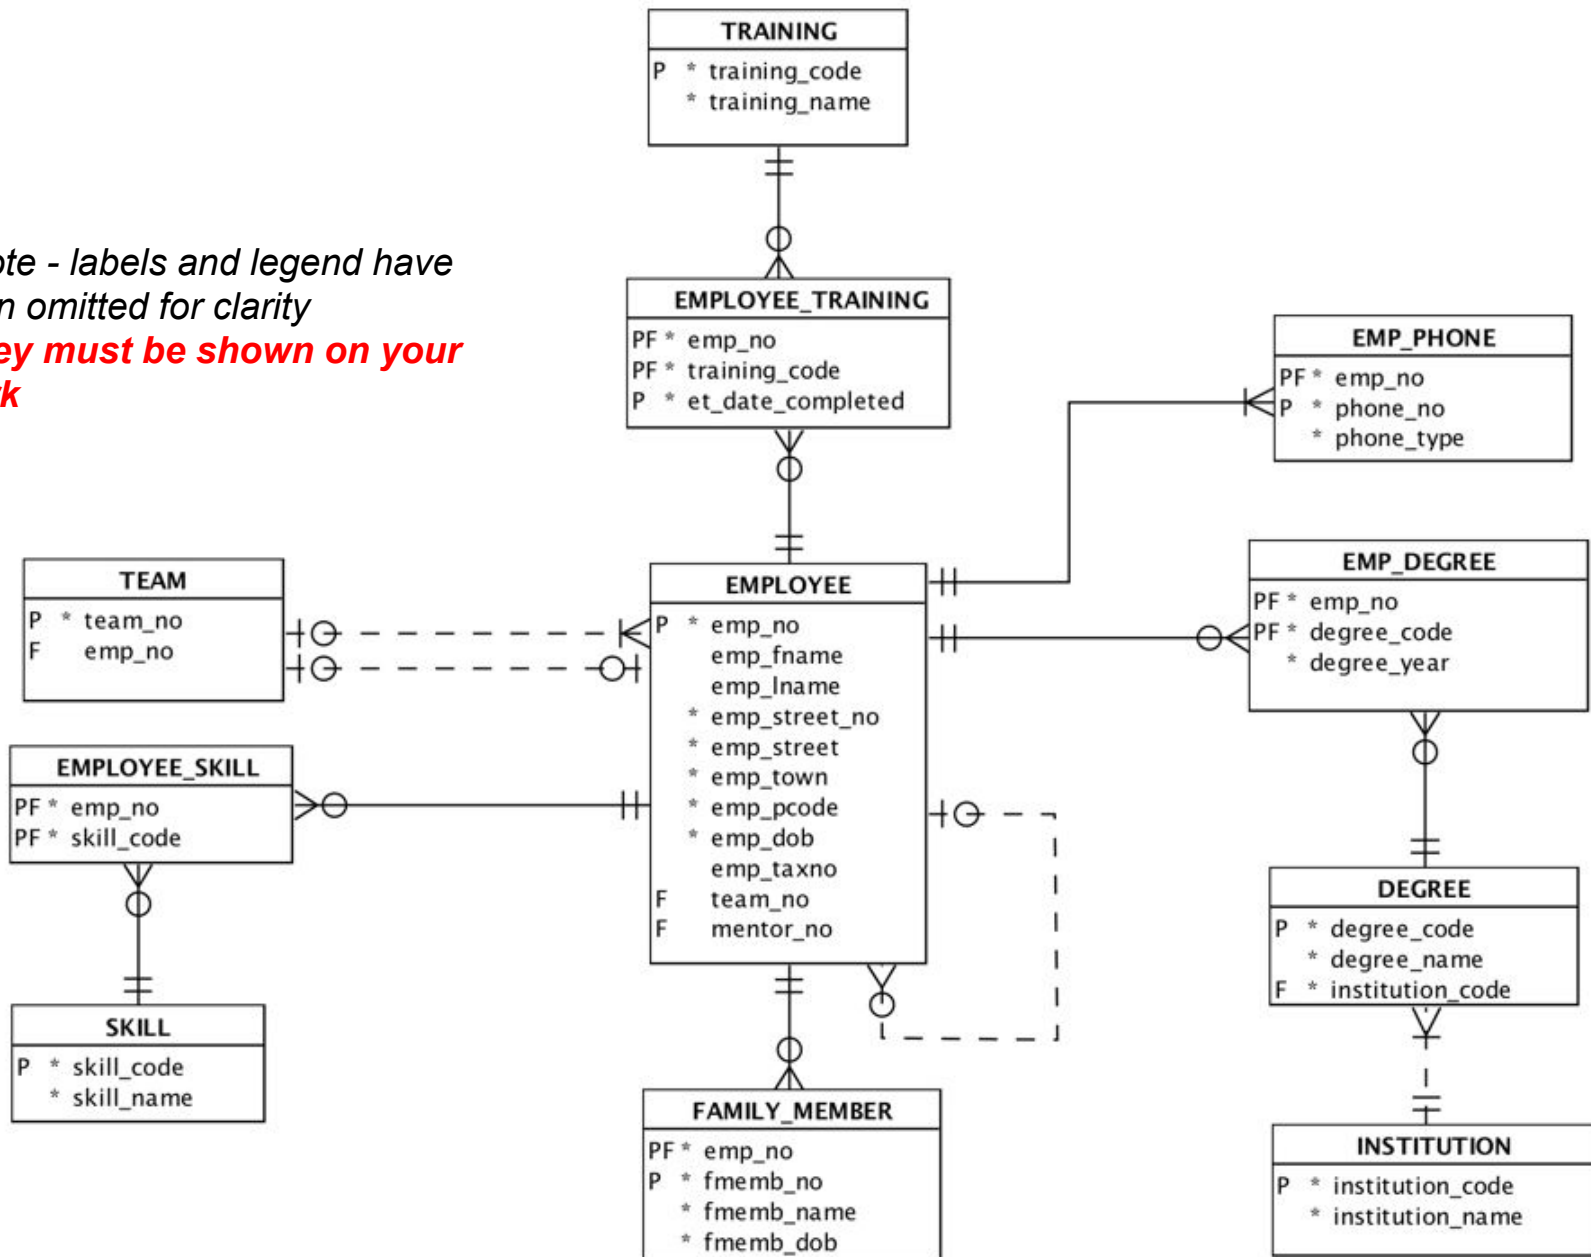 TRAINING
P * training_code
* training_name
ote - labels and legend have
n omitted for clarity
ey must be shown on your
k
EMPLOYEE_TRAINING
PF * emp_no
PF * training_code
P * et_date_completed
EMP_PHONE
PF * emp_no
P * phone_no
* phone_type
TEAM
P * team_no
F emp_no
EMPLOYEE
P * emp_no
emp_fname
emp_lname
* emp_street_no
* emp_street
* emp_town
* emp_pcode
* emp_dob
emp_taxno
F team_no
F mentor_no
EMP_DEGREE
PF * emp_no
PF * degree_code
* degree_year
EMPLOYEE_SKILL
PF * emp_no
PF * skill_code
DEGREE
P * degree_code
* degree_name
F * institution_code
SKILL
P * skill_code
* skill_name
FAMILY_MEMBER
PF * emp_no
P * fmemb_no
* fmemb_name
* fmemb_dob
INSTITUTION
P * institution_code
* institution_name